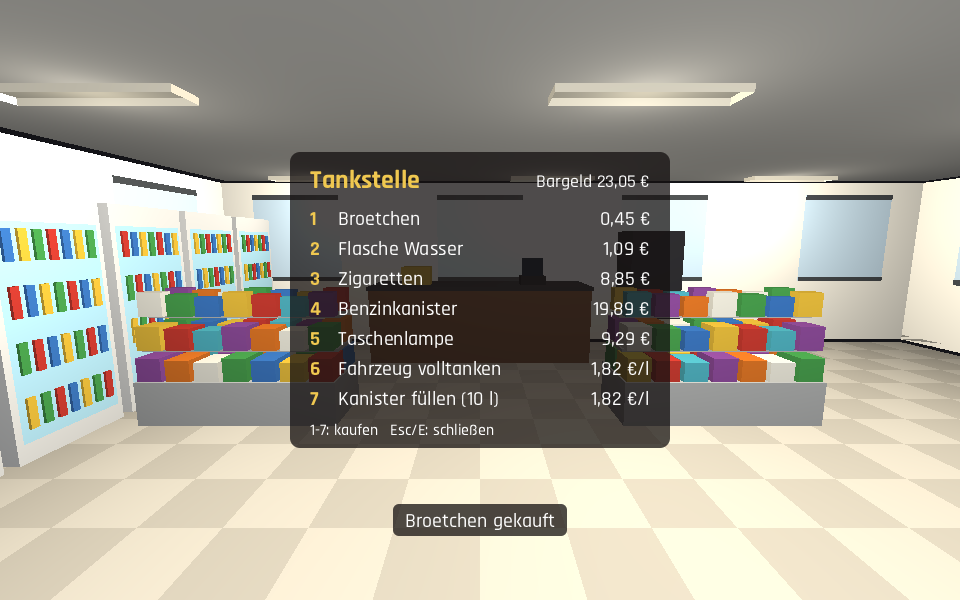 Tankstelle Bargeld 23,05 €
1 Broetchen 0,45 €
2 Flasche Wasser 1,09 €
3 Zigaretten 8,85 €
4 Benzinkanister 19,89 €
5 Taschenlampe 9,29 €
6 Fahrzeug volltanken 1,82 €/l
7 Kanister füllen (10 l) 1,82 €/l
1-7: kaufen Esc/E: schließen
Broetchen gekauft